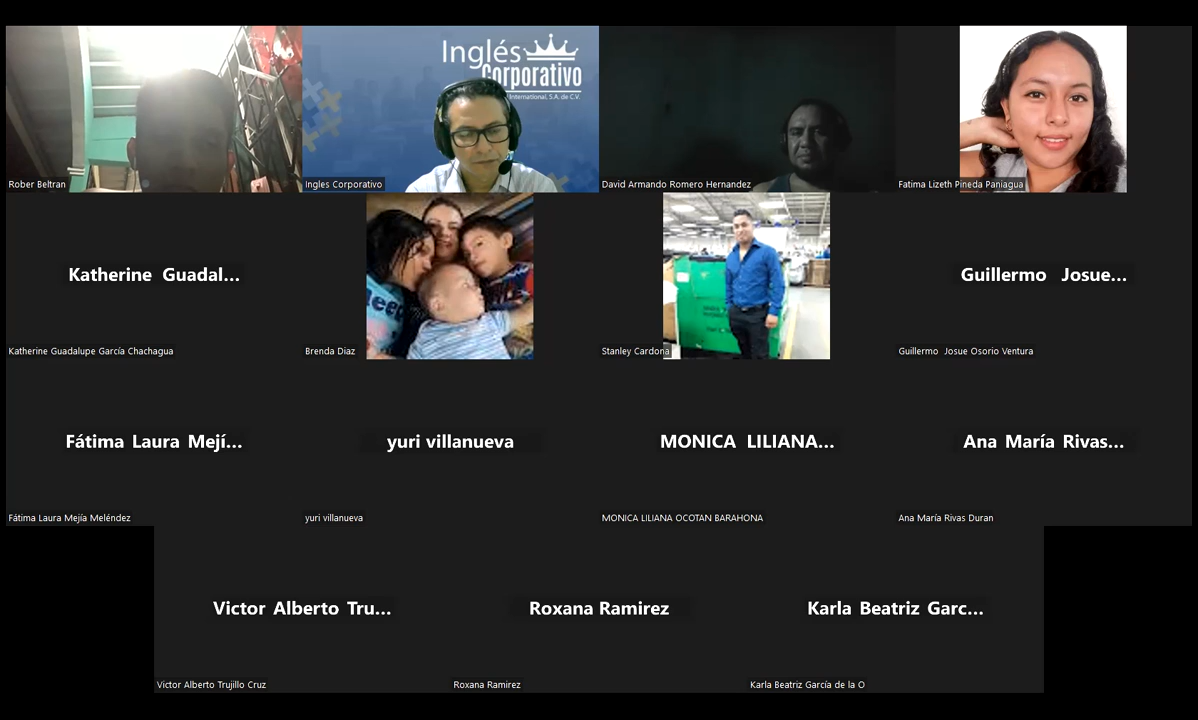 Inglés
Corporativo
International, S.A. de C.V.
Rober Beltran
Ingles Corporativo
David Armando Romero Hernandez
Fatima Lizeth Pineda Paniagua
Katherine Guadal...
Guillermo Josue...
Katherine Guadalupe García Chachagua
Brenda Diaz
Stanley Cardona
Guillermo Josue Osorio Ventura
Fátima Laura Mejí...
yuri villanueva
MONICA LILIANA...
Ana María Rivas...
Fátima Laura Mejía Meléndez
yuri villanueva
MONICA LILIANA OCOTAN BARAHONA
Ana María Rivas Duran
Victor Alberto Tru...
Roxana Ramirez
Karla Beatriz Garc...
Victor Alberto Trujillo Cruz
Roxana Ramirez
Karla Beatriz García de la O